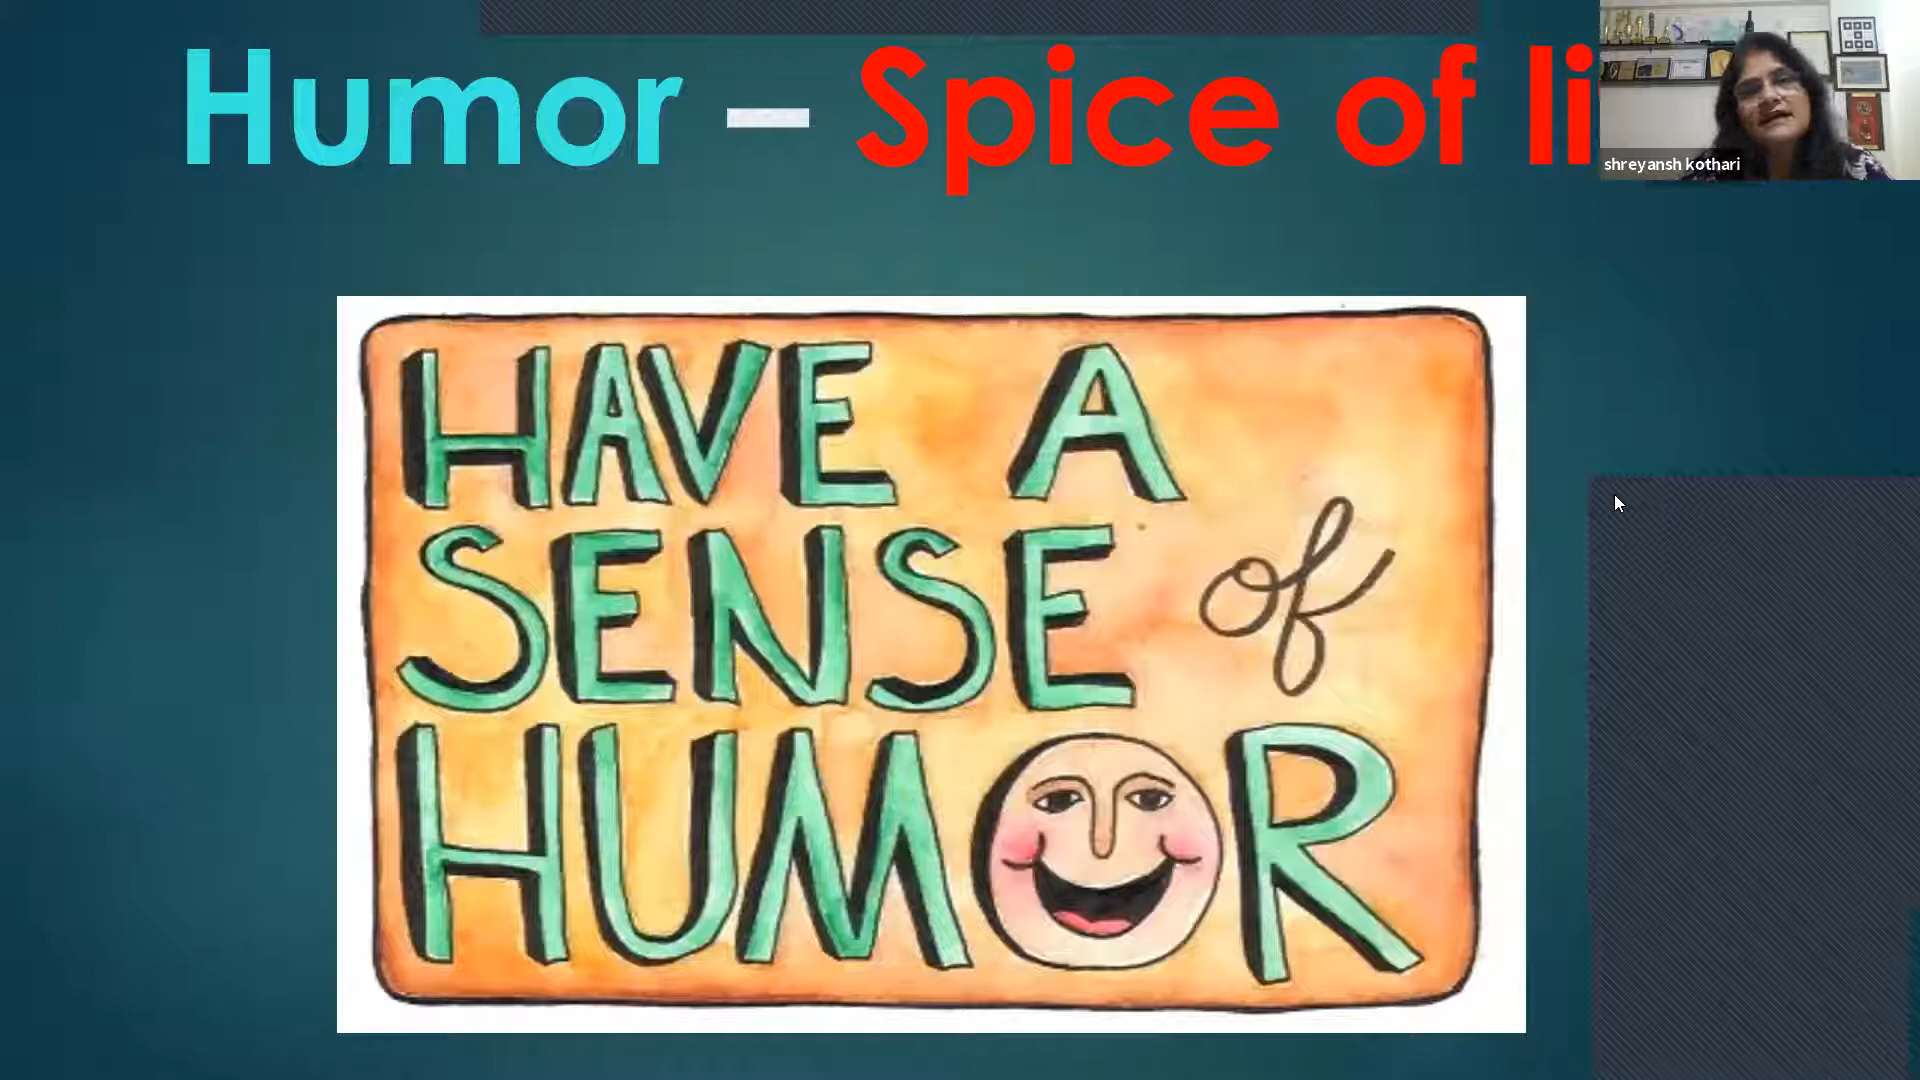 Humor – Spice of li
shreyansh kothari
HAVE A
SENSE of
HUMOR